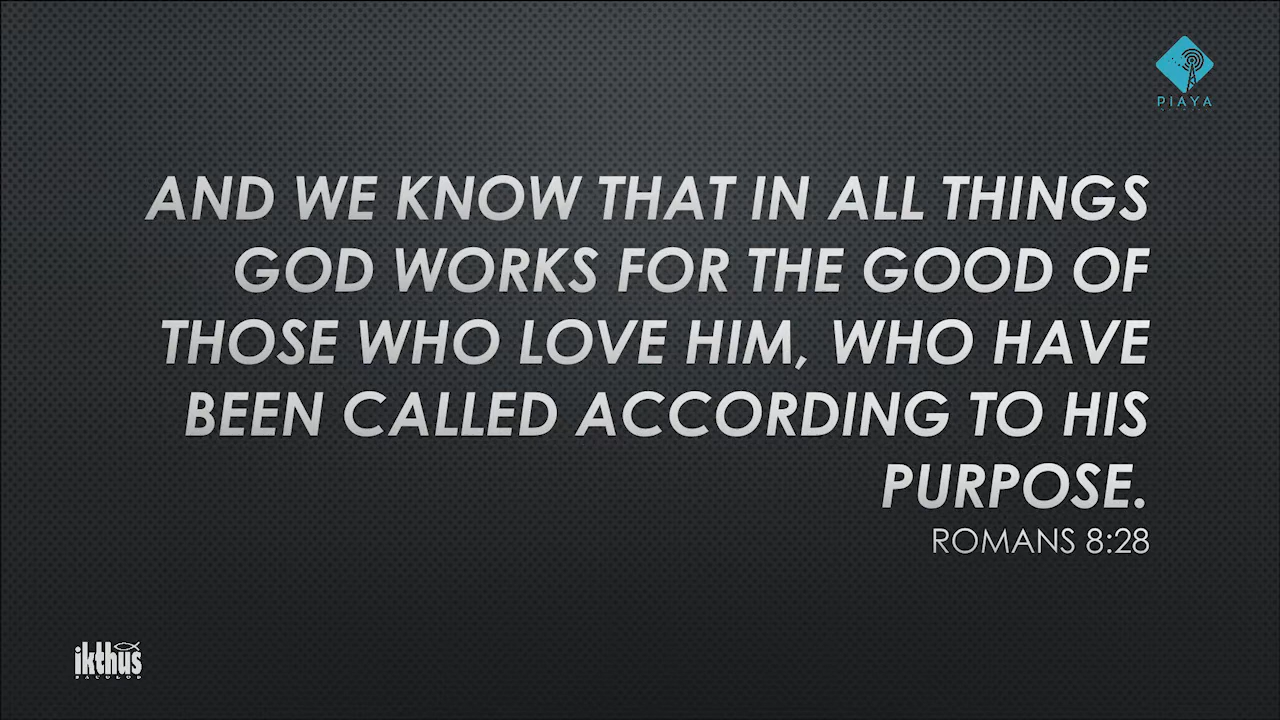 PIAYA
AND WE KNOW THAT IN ALL THINGS
GOD WORKS FOR THE GOOD OF
THOSE WHO LOVE HIM, WHO HAVE
BEEN CALLED ACCORDING TO HIS
PURPOSE.
ROMANS 8:28
ikthus
BACOLOD